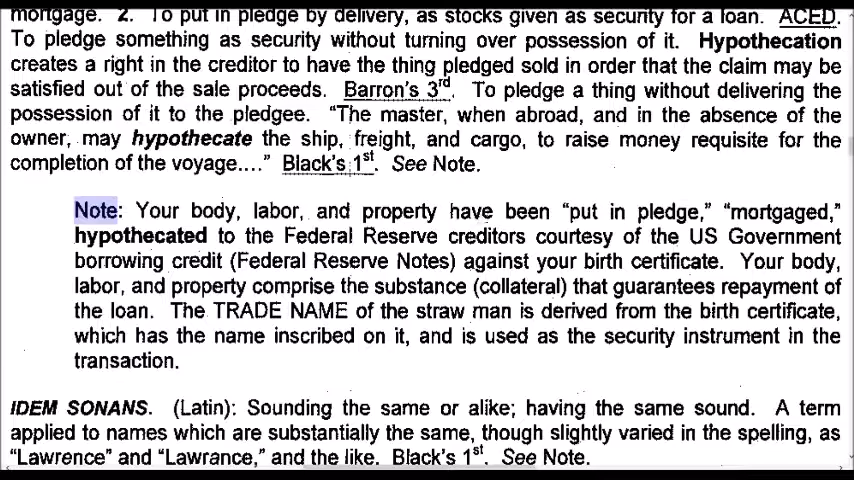 mortgage. 2. To put in pledge by delivery, as stocks given as security for a loan. ACED.
To pledge something as security without turning over possession of it. Hypothecation
creates a right in the creditor to have the thing pledged sold in order that the claim may be
satisfied out of the sale proceeds. Barron's 3rd. To pledge a thing without delivering the
possession of it to the pledgee. “The master, when abroad, and in the absence of the
owner, may hypothecate the ship, freight, and cargo, to raise money requisite for the
completion of the voyage....” Black's 1st. See Note.
Note: Your body, labor, and property have been “put in pledge,” “mortgaged,”
hypothecated to the Federal Reserve creditors courtesy of the US Government
borrowing credit (Federal Reserve Notes) against your birth certificate. Your body,
labor, and property comprise the substance (collateral) that guarantees repayment of
the loan. The TRADE NAME of the straw man is derived from the birth certificate,
which has the name inscribed on it, and is used as the security instrument in the
transaction.
IDEM SONANS. (Latin): Sounding the same or alike; having the same sound. A term
applied to names which are substantially the same, though slightly varied in the spelling, as
“Lawrence” and “Lawrance,” and the like. Black's 1st. See Note.